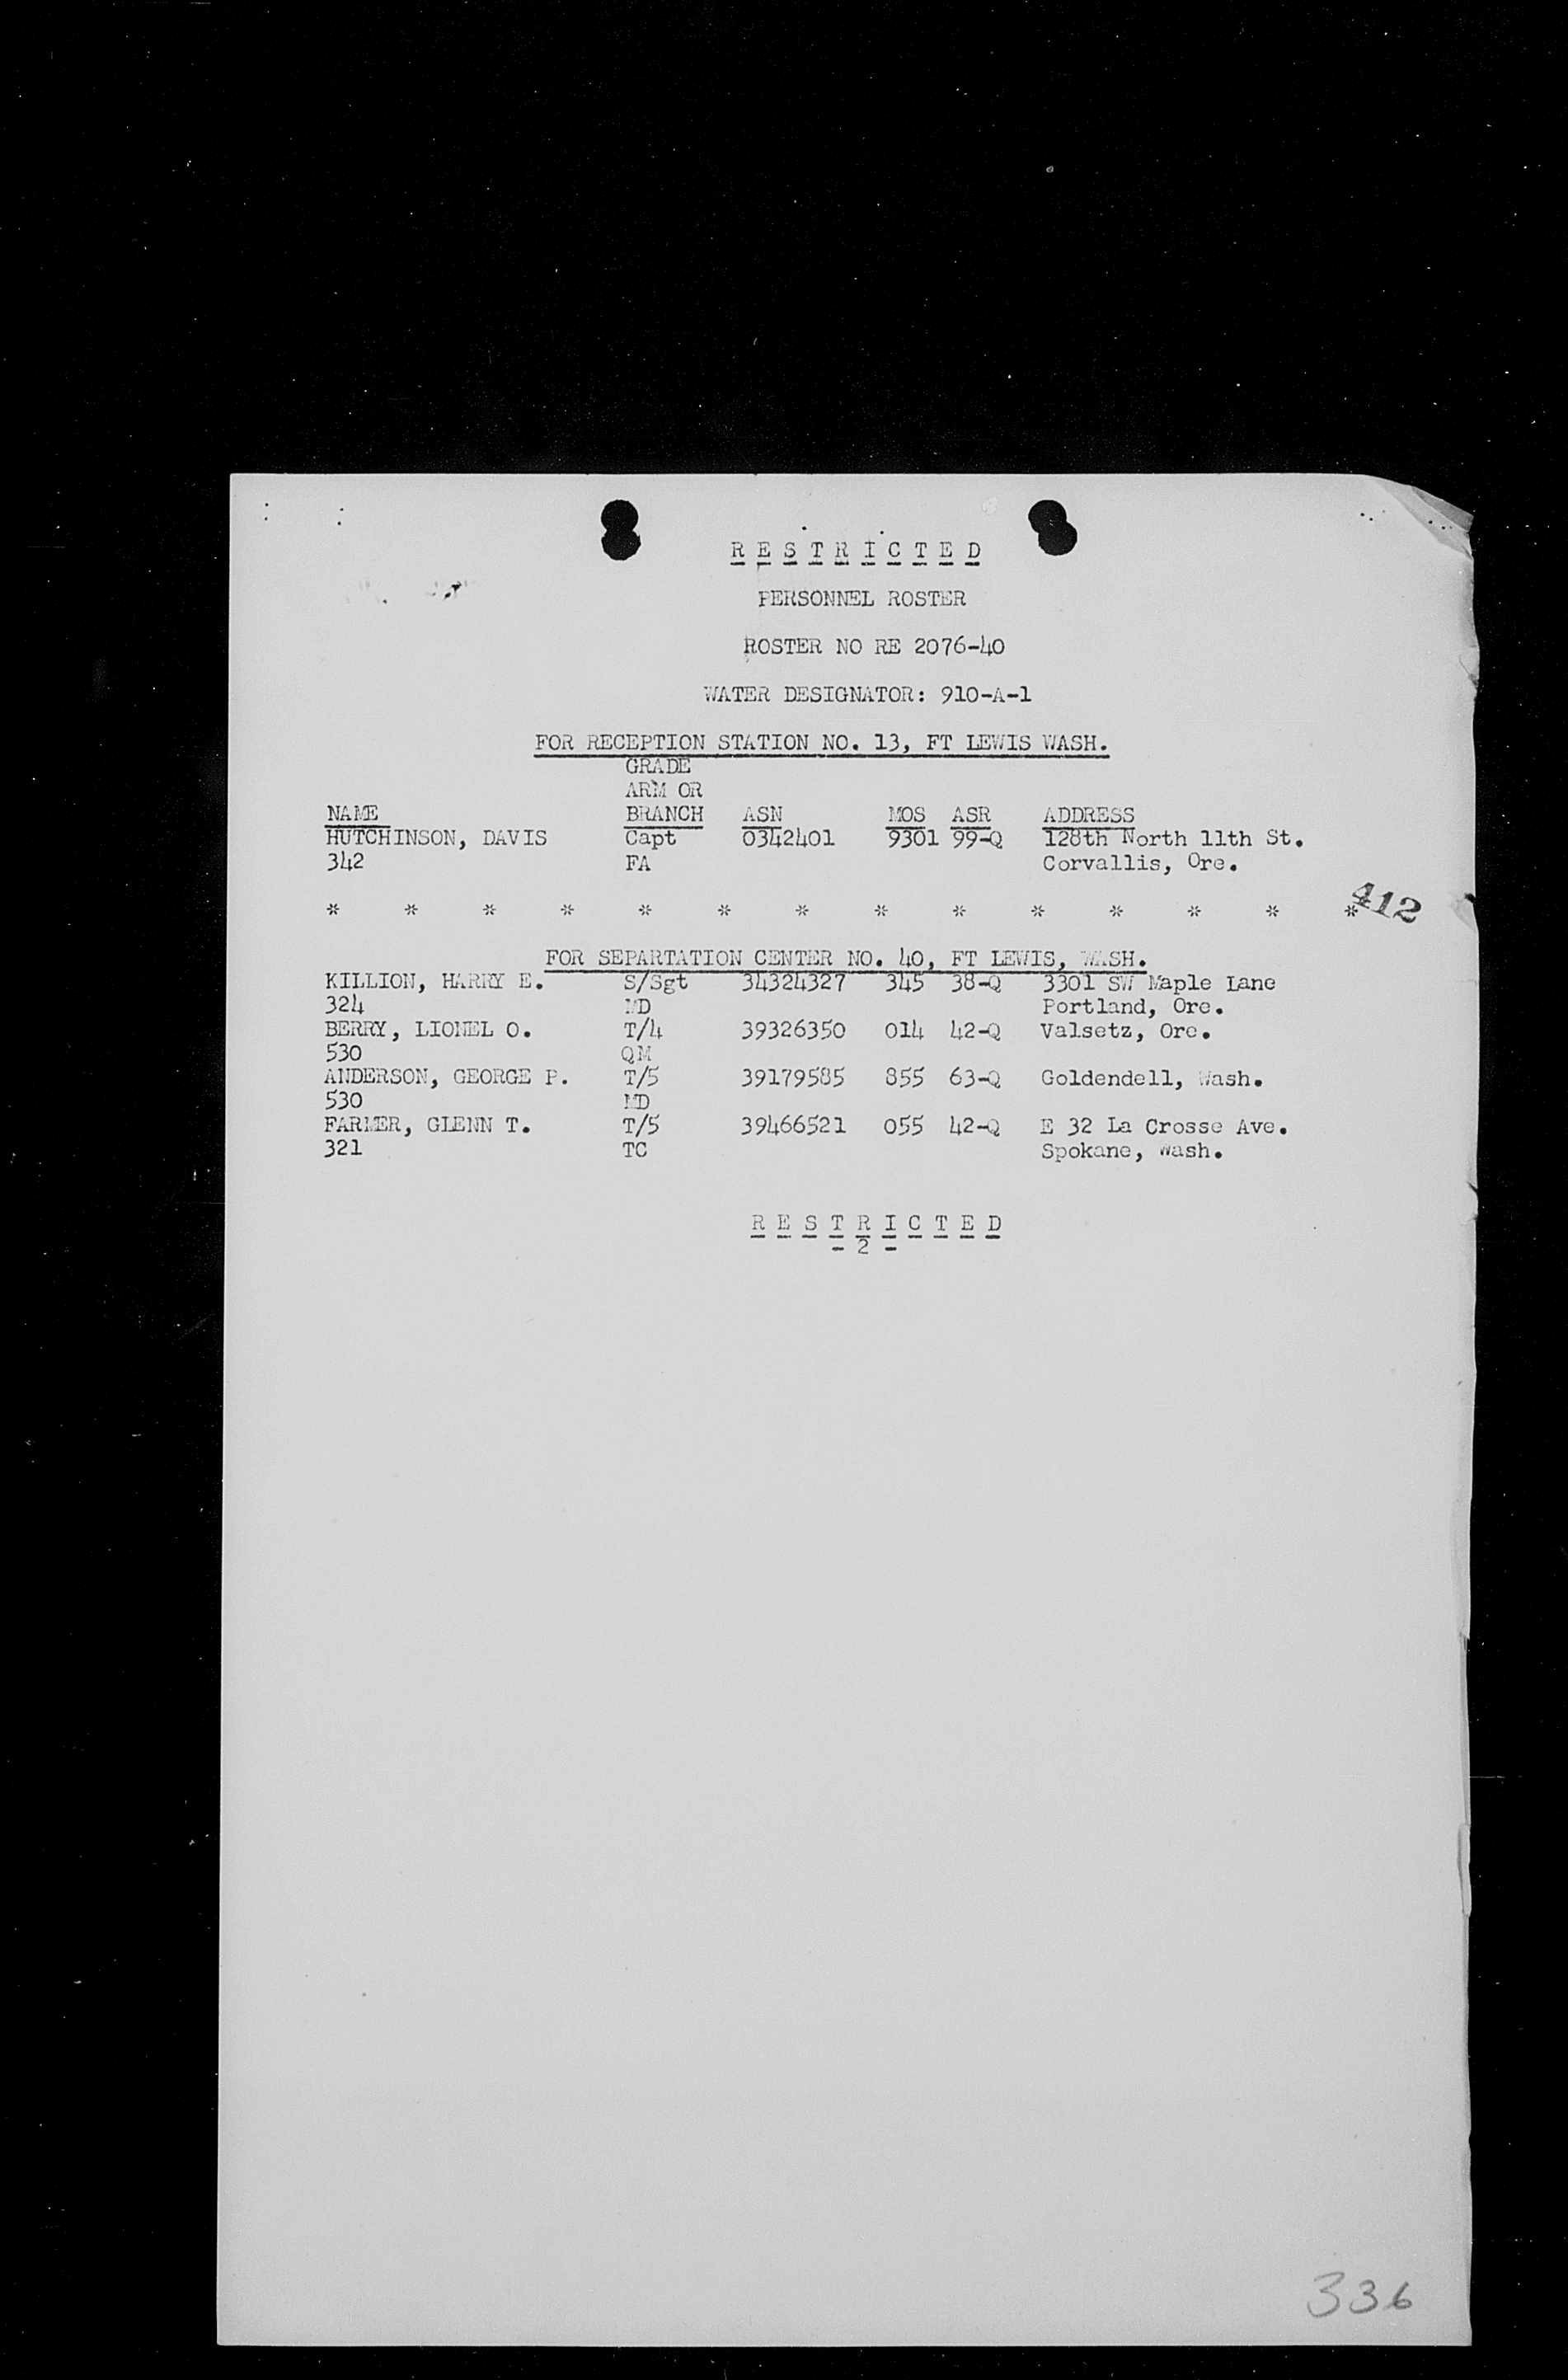 R E S T R I C T E D
PERSONNEL ROSTER
ROSTER NO RE 2076-40
WATER DESIGNATOR: 910-A-1
FOR RECEPTION STATION NO. 13, FT LEWIS WASH.
GRADE
ARM OR
NAME BRANCH ASN MOS ASR ADDRESS
HUTCHINSON, DAVIS Capt 0342401 9301 99-Q 128th North 11th St.
342 FA Corvallis, Ore.
* * * * * * * * * * * * * * 412
FOR SEPARTATION CENTER NO. 40, FT LEWIS, WASH.
KILLION, HARRY E. S/Sgt 34324327 345 38-Q 3301 SW Maple Lane
324 MD Portland, Ore.
BERRY, LIONEL O. T/4 39326350 014 42-Q Valsetz, Ore.
530 QM
ANDERSON, GEORGE P. T/5 39179585 855 63-Q Goldendell, Wash.
530 MD
FARMER, GLENN T. T/5 39466521 055 42-Q E 32 La Crosse Ave.
321 TC Spokane, Wash.
R E S T R I C T E D
- 2 -
336